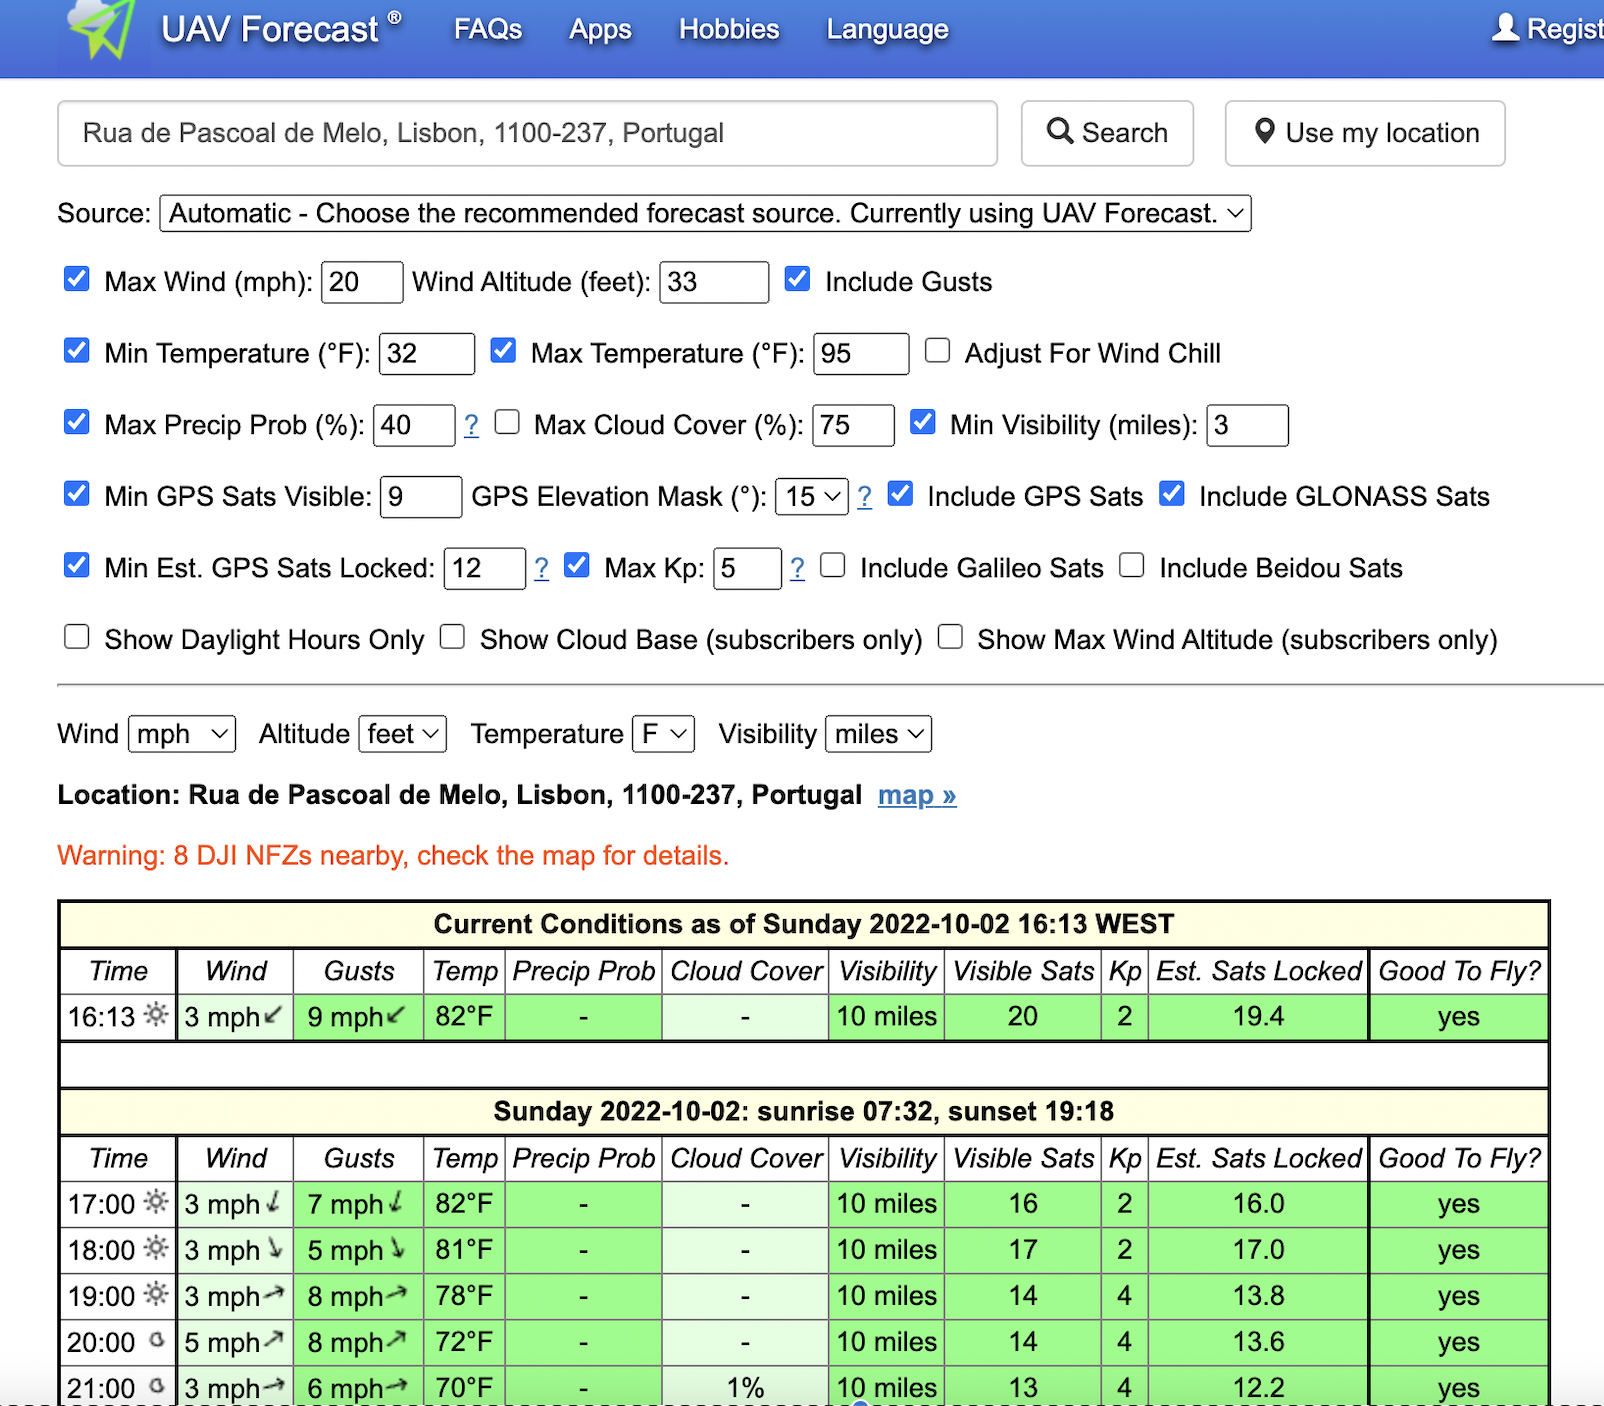 UAV Forecast ® FAQs Apps Hobbies Language Regist
Rua de Pascoal de Melo, Lisbon, 1100-237, Portugal Search Use my location
Source: Automatic - Choose the recommended forecast source. Currently using UAV Forecast.
Max Wind (mph): 20 Wind Altitude (feet): 33 Include Gusts
Min Temperature (°F): 32 Max Temperature (°F): 95 Adjust For Wind Chill
Max Precip Prob (%): 40 ? Max Cloud Cover (%): 75 Min Visibility (miles): 3
Min GPS Sats Visible: 9 GPS Elevation Mask (°): 15 ? Include GPS Sats Include GLONASS Sats
Min Est. GPS Sats Locked: 12 ? Max Kp: 5 ? Include Galileo Sats Include Beidou Sats
Show Daylight Hours Only Show Cloud Base (subscribers only) Show Max Wind Altitude (subscribers only)
Wind mph Altitude feet Temperature F Visibility miles
Location: Rua de Pascoal de Melo, Lisbon, 1100-237, Portugal map »
Warning: 8 DJI NFZs nearby, check the map for details.
Current Conditions as of Sunday 2022-10-02 16:13 WEST
Time Wind Gusts Temp Precip Prob Cloud Cover Visibility Visible Sats Kp Est. Sats Locked Good To Fly?
16:13 3 mph 9 mph 82°F - - 10 miles 20 2 19.4 yes
Sunday 2022-10-02: sunrise 07:32, sunset 19:18
Time Wind Gusts Temp Precip Prob Cloud Cover Visibility Visible Sats Kp Est. Sats Locked Good To Fly?
17:00 3 mph 7 mph 82°F - - 10 miles 16 2 16.0 yes
18:00 3 mph 5 mph 81°F - - 10 miles 17 2 17.0 yes
19:00 3 mph 8 mph 78°F - - 10 miles 14 4 13.8 yes
20:00 5 mph 8 mph 72°F - - 10 miles 14 4 13.6 yes
21:00 3 mph 6 mph 70°F - 1% 10 miles 13 4 12.2 yes